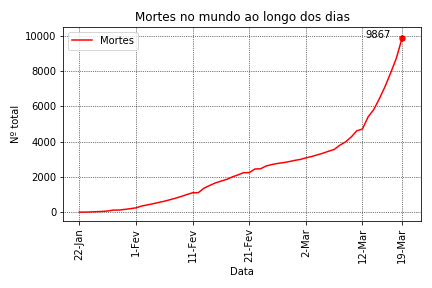 Mortes no mundo ao longo dos dias
9867
Mortes
10000
8000
6000
4000
2000
0
Nº total
22-Jan
1-Fev
11-Fev
21-Fev
2-Mar
12-Mar
19-Mar
Data